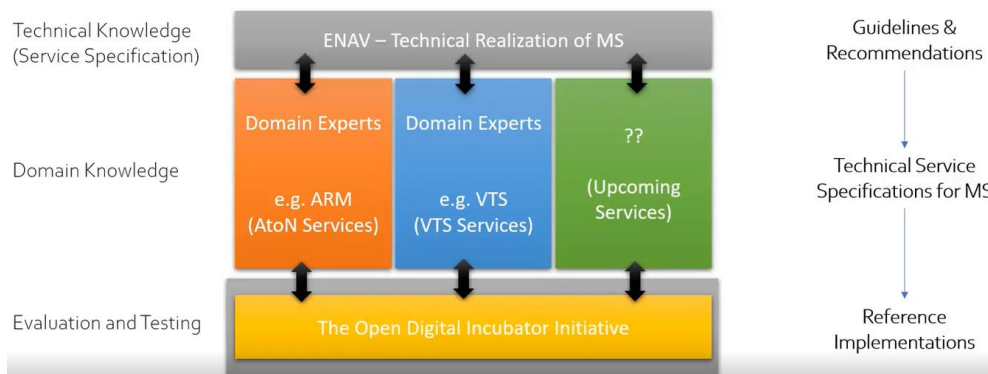 Technical Knowledge
(Service Specification)
ENAV – Technical Realization of MS
Guidelines &
Recommendations
Domain Knowledge
Domain Experts
e.g. ARM
(AtoN Services)
Domain Experts
e.g. VTS
(VTS Services)
??
(Upcoming
Services)
Technical Service
Specifications for MS
Evaluation and Testing
The Open Digital Incubator Initiative
Reference
Implementations